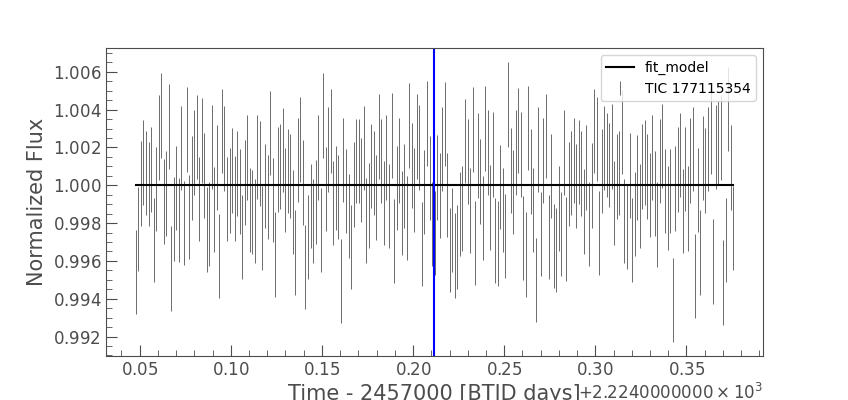 fit_model
TIC 177115354
Normalized Flux
1.006
1.004
1.002
1.000
0.998
0.996
0.994
0.992
0.05 0.10 0.15 0.20 0.25 0.30 0.35
Time - 2457000 [BTJD days] +2.2240000000 × 10³